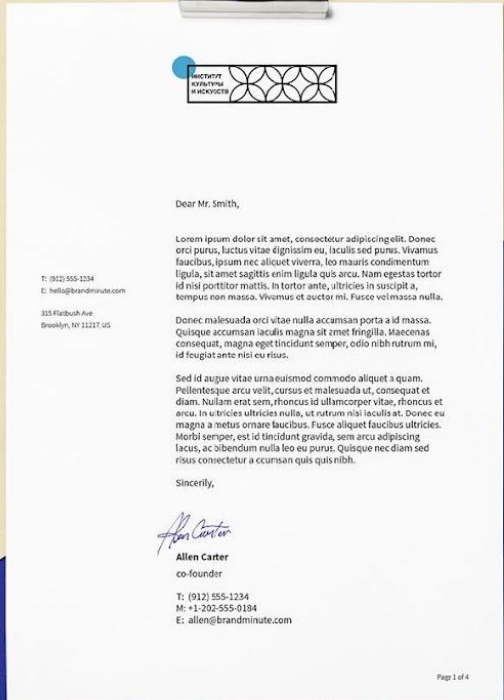 ИНСТИТУТ
КУЛЬТУРЫ
И ИСКУССТВ
Dear Mr. Smith,
Lorem ipsum dolor sit amet, consectetur adipiscing elit. Donec
orci purus, luctus vitae dignissim eu, iaculis sed purus. Vivamus
faucibus, ipsum nec aliquet viverra, leo mauris condimentum
ligula, sit amet sagittis enim ligula quis arcu. Nam egestas tortor
id nisi porttitor mattis. In tortor ante, ultricies in suscipit a,
tempus non massa. Vivamus et auctor mi. Fusce vel massa nulla.
T: (912) 555-1234
E: hello@brandminute.com
315 Flatbush Ave
Brooklyn, NY 11217, US
Donec malesuada orci vitae nulla accumsan porta a id massa.
Quisque accumsan iaculis magna sit amet fringilla. Maecenas
consequat, magna eget tincidunt semper, odio nibh rutrum mi,
id feugiat ante nisi eu risus.
Sed id augue vitae urna euismod commodo aliquet a quam.
Pellentesque arcu velit, cursus et malesuada ut, consequat et
diam. Nullam erat sem, rhoncus id ullamcorper vitae, rhoncus et
arcu. In ultricies ultricies nulla, ut rutrum nisi iaculis at. Donec eu
magna a metus ornare faucibus. Fusce aliquet faucibus ultricies.
Morbi semper, est id tincidunt gravida, sem arcu adipiscing
lacus, ac bibendum nulla leo eu purus. Quisque nec diam sed
risus consectetur a ccumsan quis quis nibh.
Sincerily,
Allen Carter
Allen Carter
co-founder
T: (912) 555-1234
M: +1-202-555-0184
E: allen@brandminute.com
Page 1 of 4